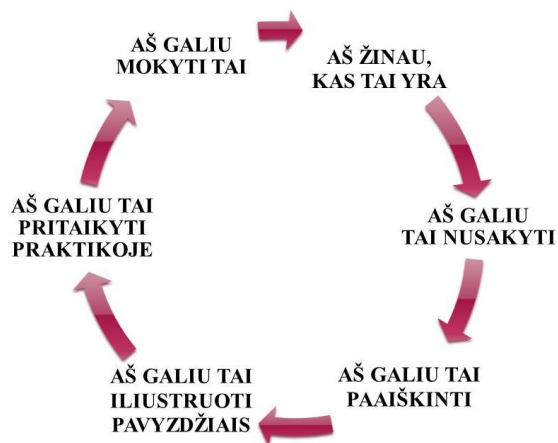 AŠ GALIU
MOKYTI TAI
AŠ ŽINAU,
KAS TAI YRA
AŠ GALIU
TAI NUSAKYTI
AŠ GALIU TAI
PAAIŠKINTI
AŠ GALIU TAI
ILIUSTRUOTI
PAVYZDŽIAIS
AŠ GALIU TAI
PRITAIKYTI
PRAKTIKOJE